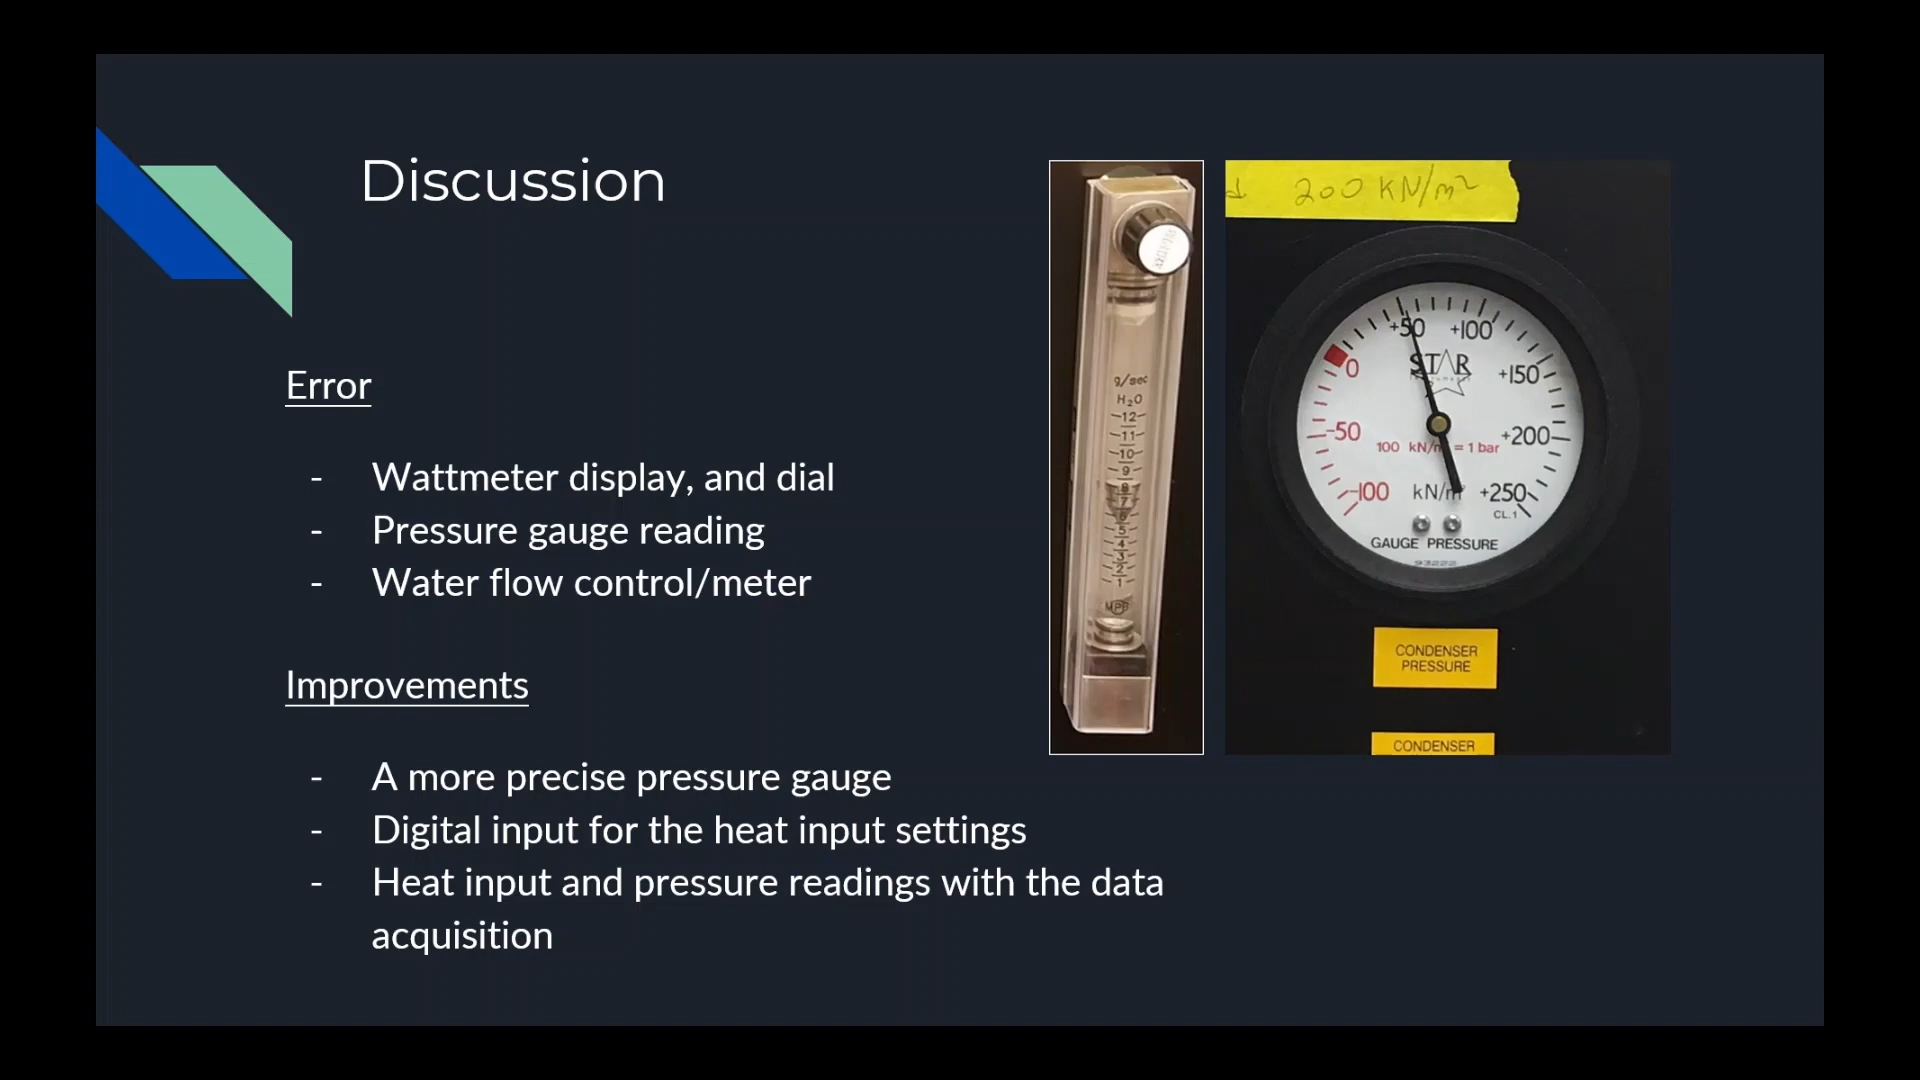 Discussion
Error
- Wattmeter display, and dial
- Pressure gauge reading
- Water flow control/meter
Improvements
- A more precise pressure gauge
- Digital input for the heat input settings
- Heat input and pressure readings with the data
acquisition
g/sec
H₂O
12
11
10
9
8
7
6
5
4
3
2
1
200 KN/m²
+50 +100
STAR
0 +150
-50 +200
100 kN/m² = 1 bar
-100 kN/m² +250
CL.1
GAUGE PRESSURE
93222
CONDENSER
PRESSURE
CONDENSER